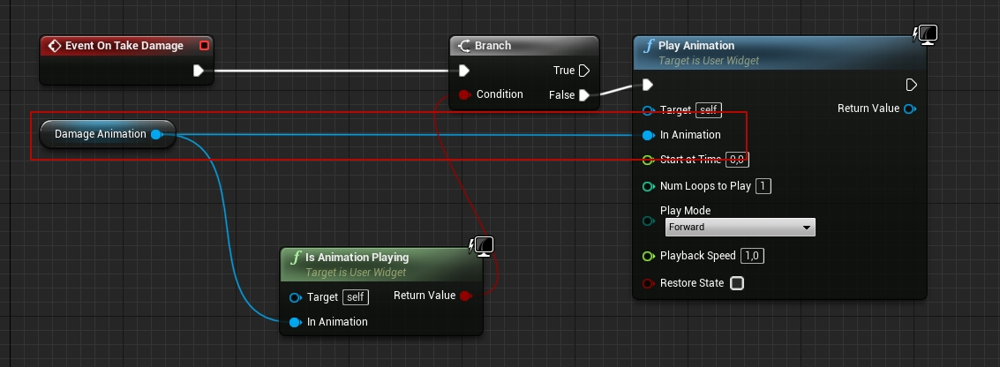 Event On Take Damage
Branch
True
Condition
False
Play Animation
Target is User Widget
Target self
Return Value
Damage Animation
In Animation
Start at Time 0,0
Num Loops to Play 1
Play Mode
Forward
Playback Speed 1,0
Restore State
Is Animation Playing
Target is User Widget
Target self
Return Value
In Animation